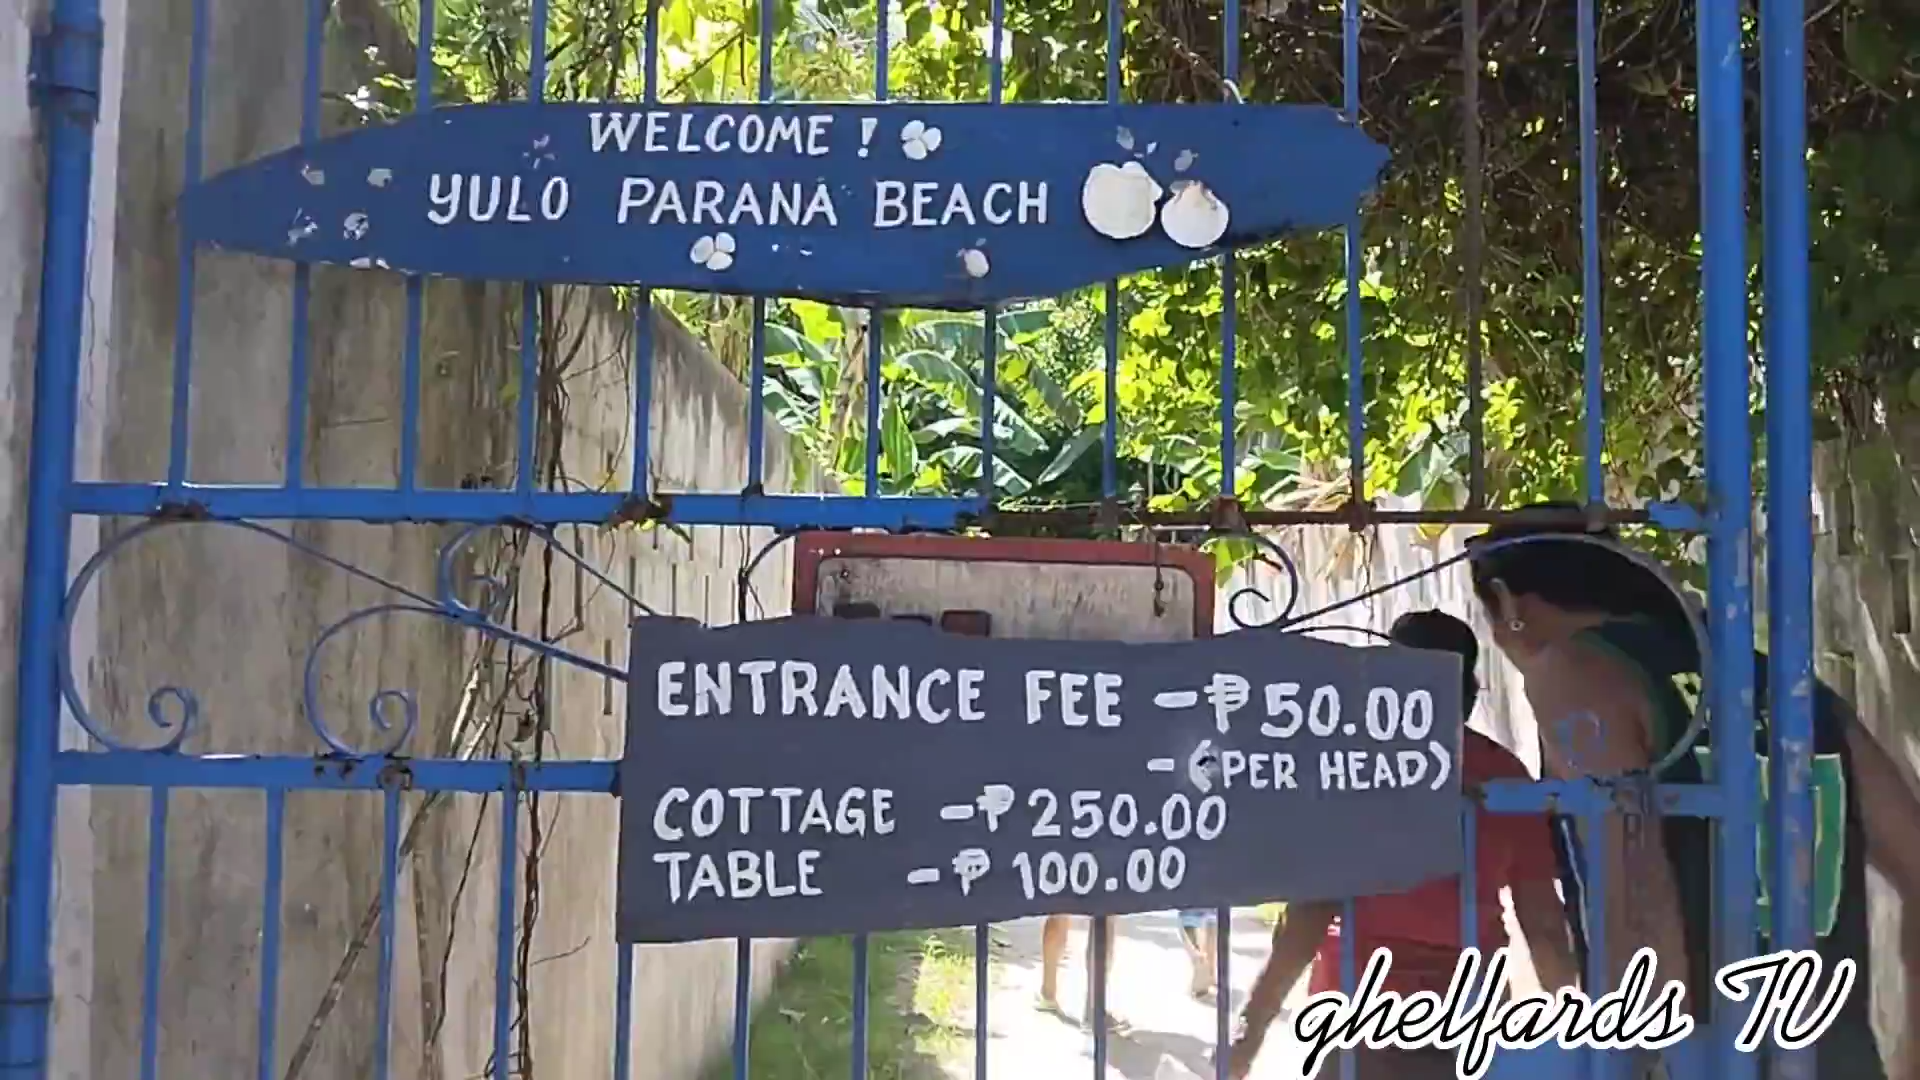 WELCOME !
YULO PARANA BEACH
ENTRANCE FEE -₱50.00
- (PER HEAD)
COTTAGE -₱250.00
TABLE -₱ 100.00
ghelfards TV